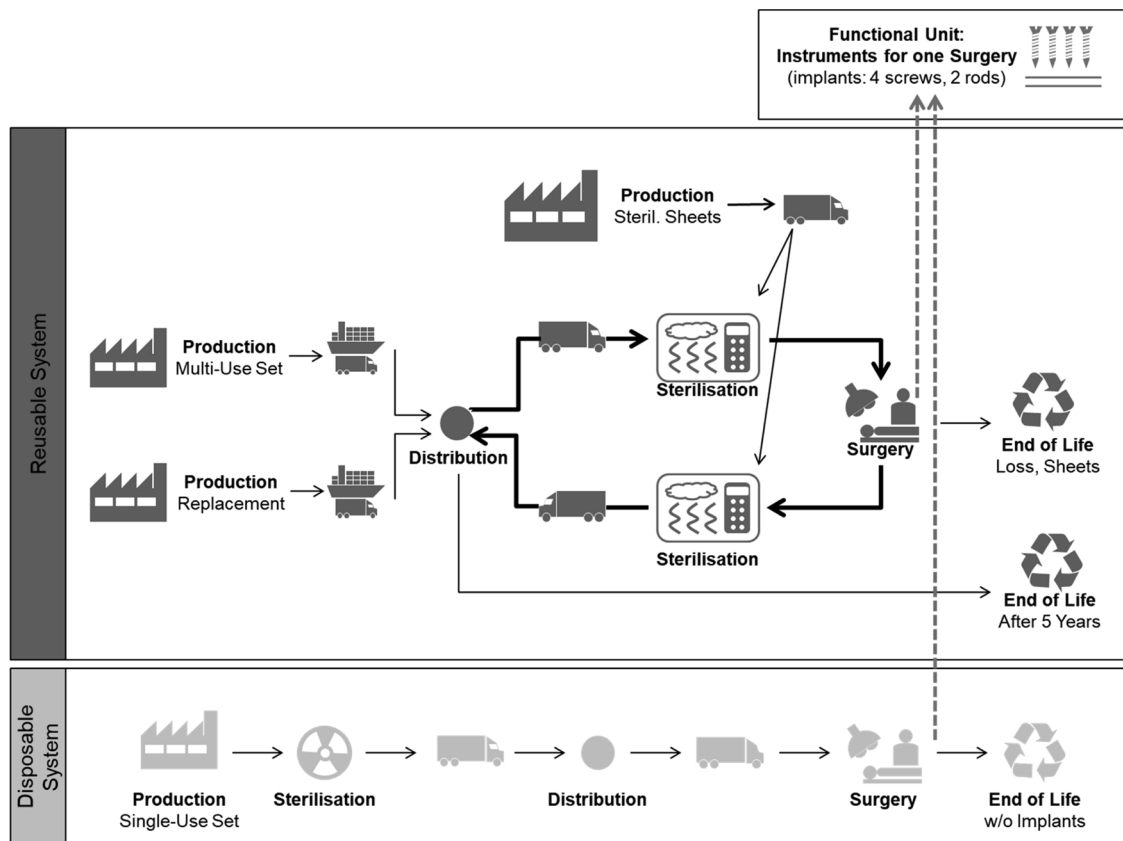 Functional Unit:
Instruments for one Surgery
(implants: 4 screws, 2 rods)
Reusable System
Production
Steril. Sheets
Production
Multi-Use Set
Sterilisation
Distribution
Surgery
End of Life
Loss, Sheets
Production
Replacement
Sterilisation
End of Life
After 5 Years
Disposable
System
Production
Single-Use Set
Sterilisation
Distribution
Surgery
End of Life
w/o Implants